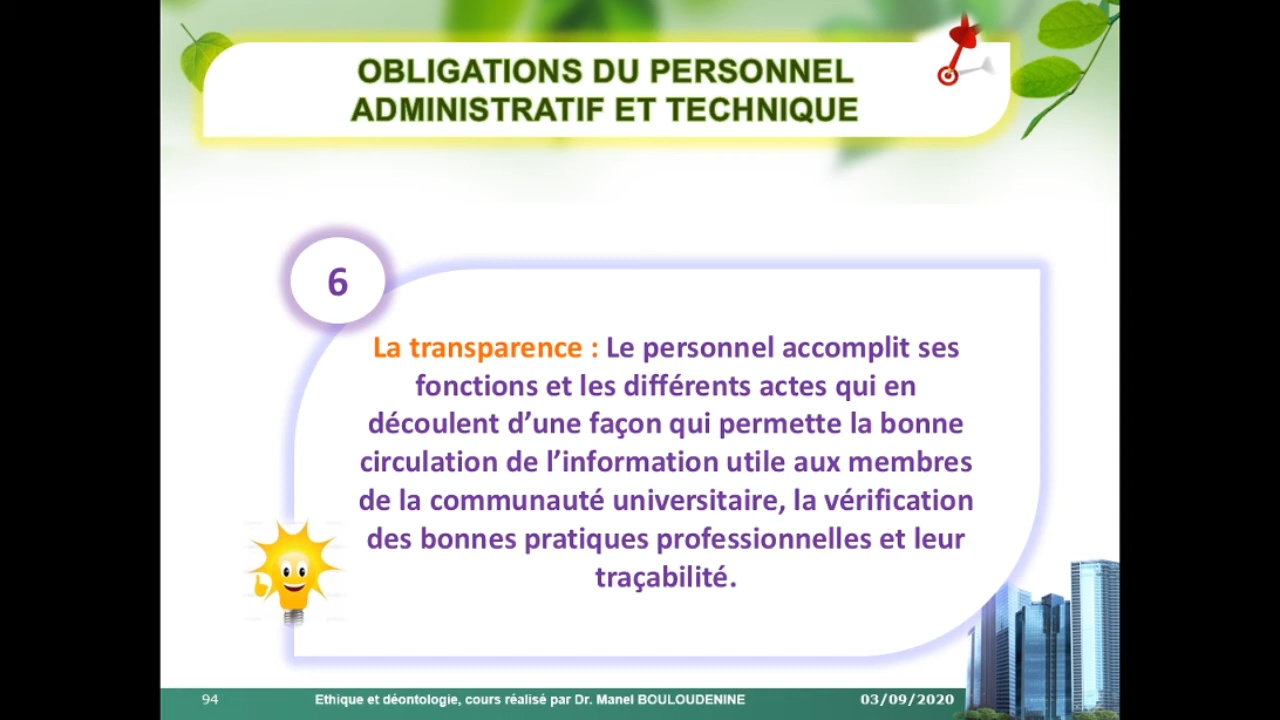 OBLIGATIONS DU PERSONNEL
ADMINISTRATIF ET TECHNIQUE
6
La transparence : Le personnel accomplit ses
fonctions et les différents actes qui en
découlent d’une façon qui permette la bonne
circulation de l’information utile aux membres
de la communauté universitaire, la vérification
des bonnes pratiques professionnelles et leur
traçabilité.
94 Ethique et déontologie, cours réalisé par Dr. Manel BOULOUDENINE 03/09/2020